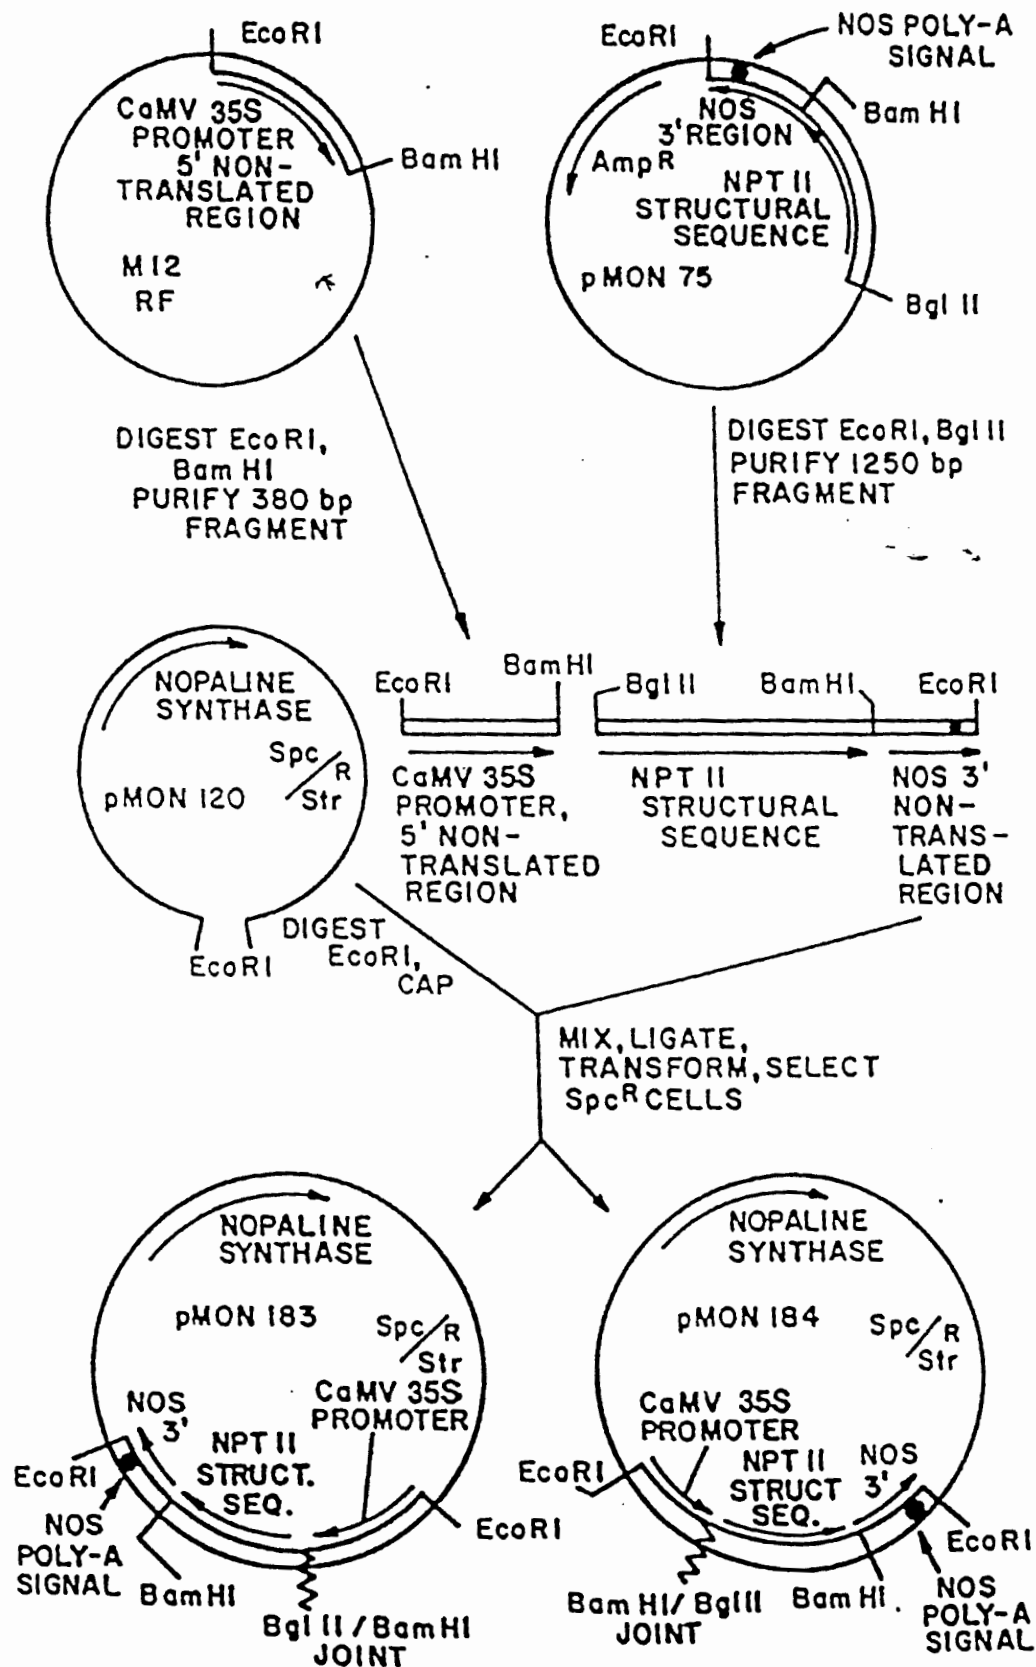 EcoRI
CaMV 35S
PROMOTER
5' NON-
TRANSLATED
REGION
BamHI
M12
RF
EcoRI
NOS POLY-A
SIGNAL
BamHI
NOS
3' REGION
AmpR
NPT II
STRUCTURAL
SEQUENCE
pMON 75
Bgl II
DIGEST EcoRI,
BamHI
PURIFY 380 bp
FRAGMENT
DIGEST EcoRI, Bgl II
PURIFY 1250 bp
FRAGMENT
NOPALINE
SYNTHASE
Spc/R
Str
pMON 120
EcoRI
EcoRI
BamHI
Bgl II
BamHI
EcoRI
CaMV 35S
PROMOTER,
5' NON-
TRANSLATED
REGION
NPT II
STRUCTURAL
SEQUENCE
NOS 3'
NON-
TRANS-
LATED
REGION
DIGEST
EcoRI,
CAP
MIX, LIGATE,
TRANSFORM, SELECT
SpcR CELLS
NOPALINE
SYNTHASE
pMON 183
Spc/R
Str
CaMV 35S
PROMOTER
NOS
3'
NPT II
STRUCT.
SEQ.
EcoRI
NOS
POLY-A
SIGNAL
BamHI
Bgl II / BamHI
JOINT
EcoRI
NOPALINE
SYNTHASE
pMON 184
Spc/R
Str
CaMV 35S
PROMOTER
NPT II
STRUCT
SEQ.
NOS
3'
EcoRI
EcoRI
BamHI / BglII
JOINT
BamHI
NOS
POLY-A
SIGNAL